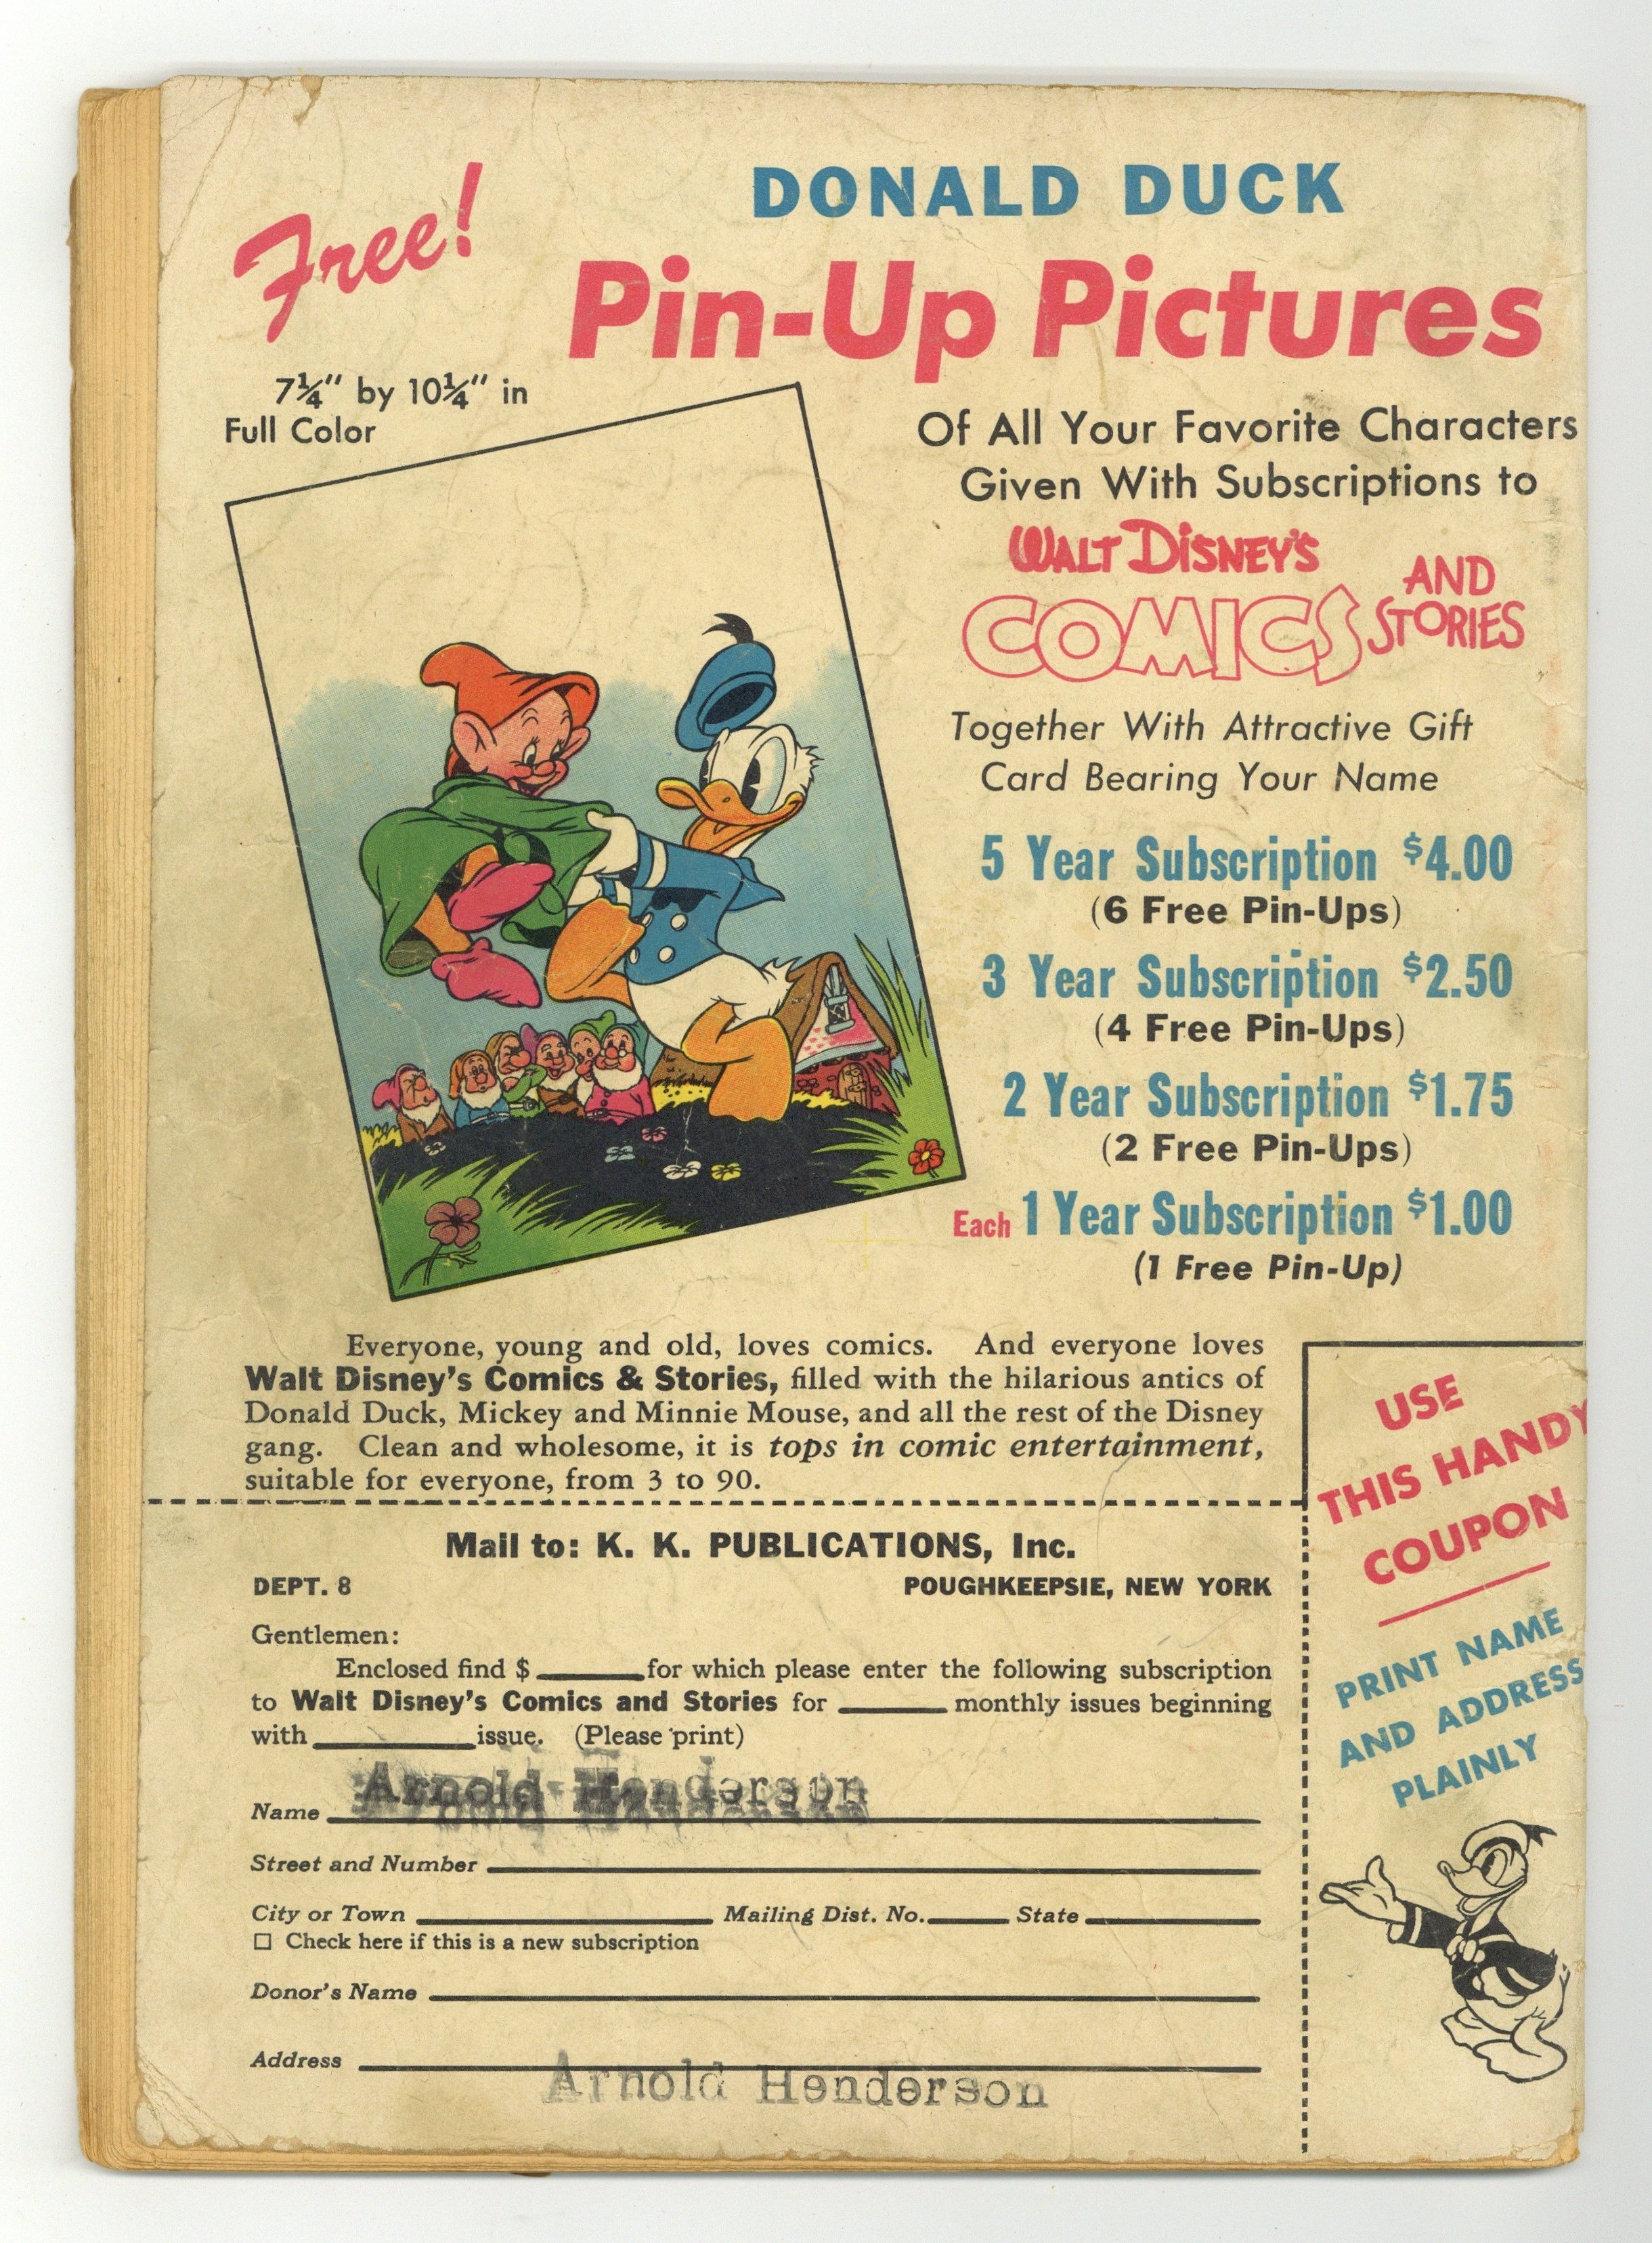 Free!
DONALD DUCK
Pin-Up Pictures
7¼" by 10¼" in
Full Color
Of All Your Favorite Characters
Given With Subscriptions to
WALT DISNEY'S
COMICS AND STORIES
Together With Attractive Gift
Card Bearing Your Name
5 Year Subscription $4.00
(6 Free Pin-Ups)
3 Year Subscription $2.50
(4 Free Pin-Ups)
2 Year Subscription $1.75
(2 Free Pin-Ups)
Each 1 Year Subscription $1.00
(1 Free Pin-Up)
Everyone, young and old, loves comics. And everyone loves
Walt Disney's Comics & Stories, filled with the hilarious antics of
Donald Duck, Mickey and Minnie Mouse, and all the rest of the Disney
gang. Clean and wholesome, it is tops in comic entertainment,
suitable for everyone, from 3 to 90.
USE
THIS HANDY
COUPON
PRINT NAME
AND ADDRESS
PLAINLY
Mail to: K. K. PUBLICATIONS, Inc.
DEPT. 8 POUGHKEEPSIE, NEW YORK
Gentlemen:
Enclosed find $ for which please enter the following subscription
to Walt Disney's Comics and Stories for monthly issues beginning
with issue. (Please print)
Name Arnold Henderson
Street and Number
City or Town Mailing Dist. No. State
☐ Check here if this is a new subscription
Donor's Name
Address
Arnold Henderson